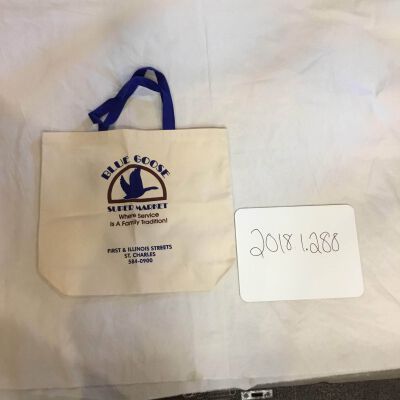 BLUE GOOSE
SUPER MARKET
Where Service
Is A Family Tradition!
FIRST & ILLINOIS STREETS
ST. CHARLES
584-0900
2018 1.288